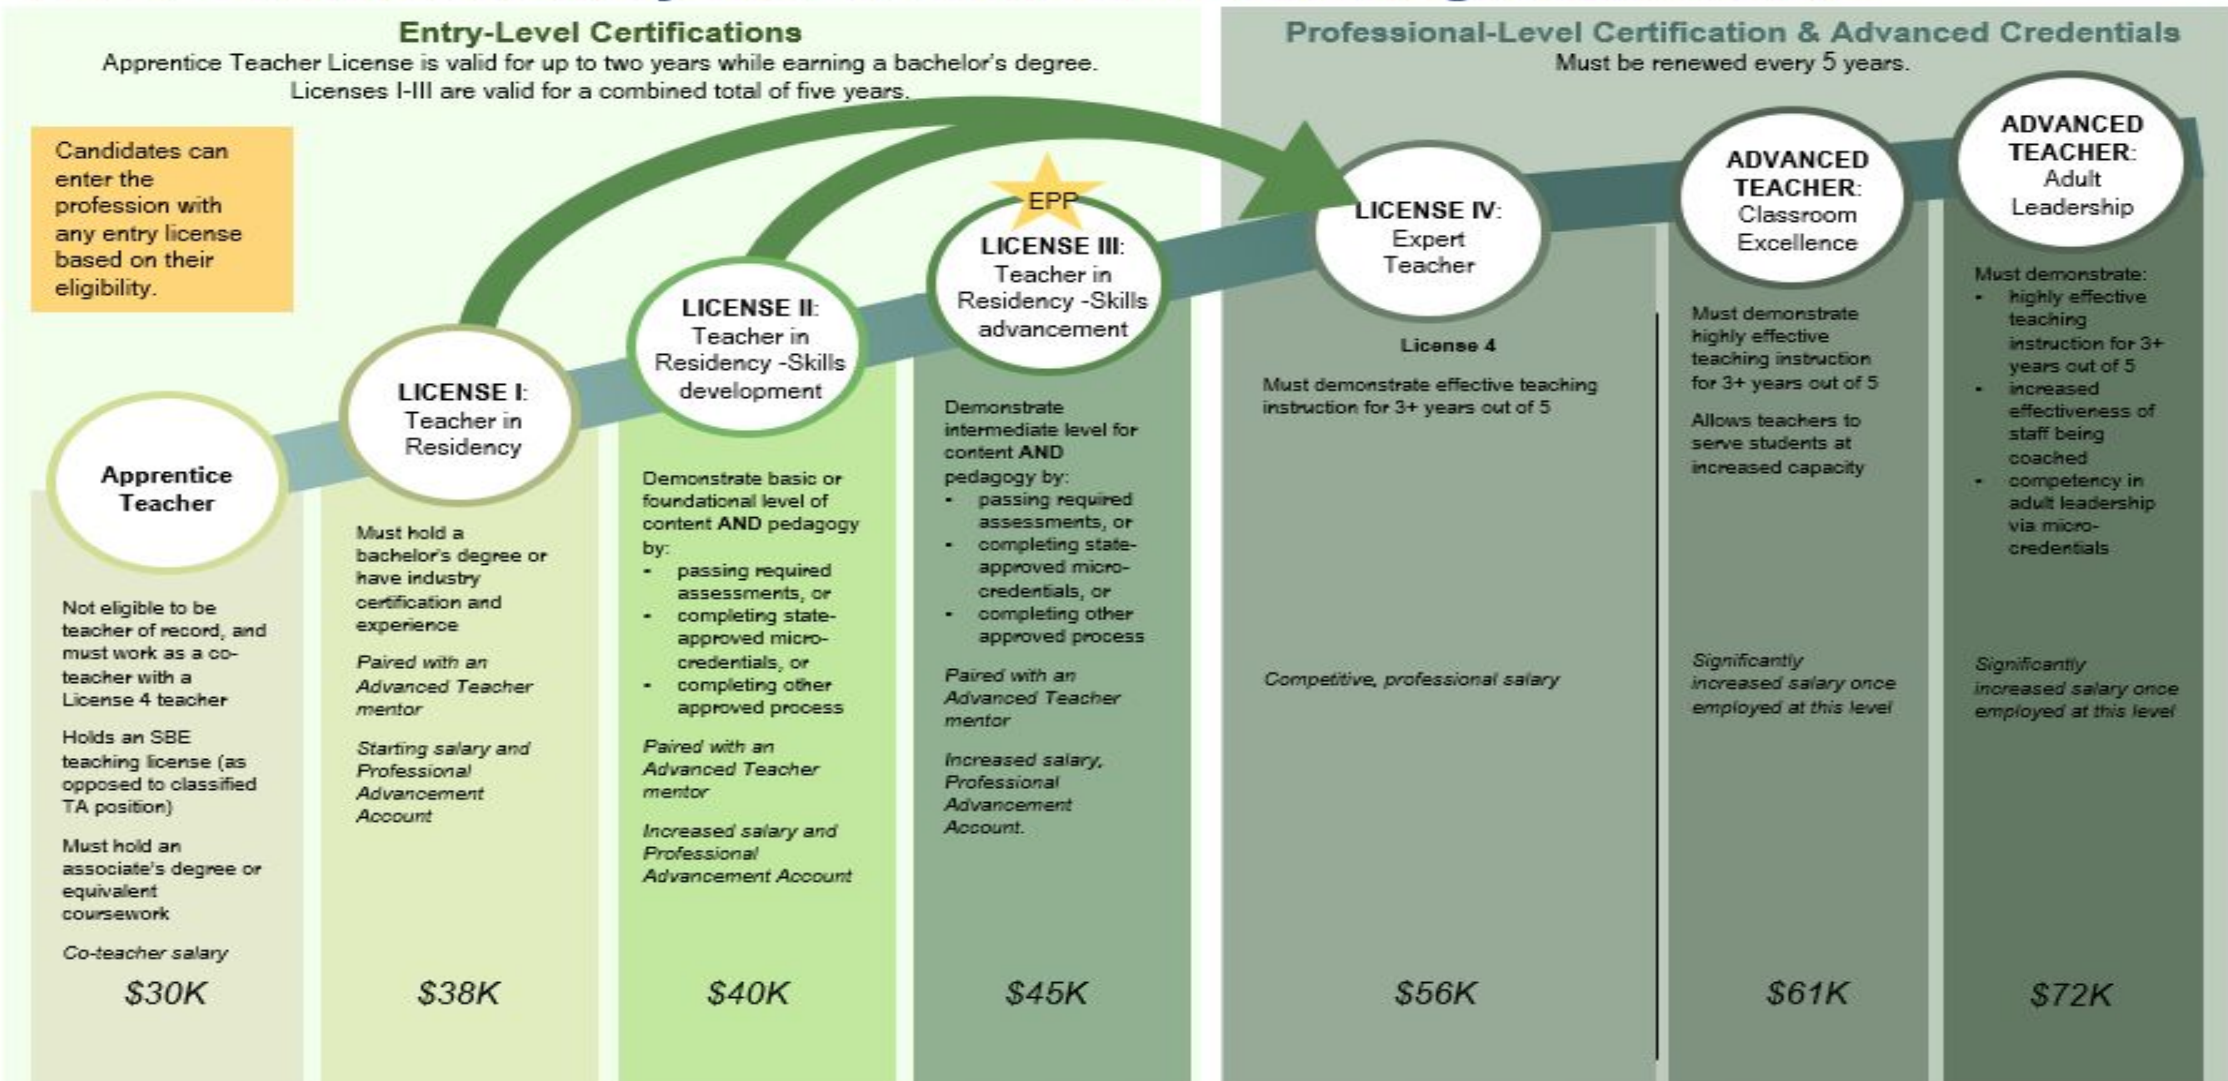 Entry-Level Certifications
Apprentice Teacher License is valid for up to two years while earning a bachelor's degree.
Licenses I-III are valid for a combined total of five years.
Professional-Level Certification & Advanced Credentials
Must be renewed every 5 years.
Candidates can
enter the
profession with
any entry license
based on their
eligibility.
Apprentice
Teacher
Not eligible to be
teacher of record, and
must work as a co-
teacher with a
License 4 teacher
Holds an SBE
teaching license (as
opposed to classified
TA position)
Must hold an
associate's degree or
equivalent
coursework
Co-teacher salary
$30K
LICENSE I:
Teacher in
Residency
Must hold a
bachelor's degree or
have industry
certification and
experience
Paired with an
Advanced Teacher
mentor
Starting salary and
Professional
Advancement
Account
$38K
LICENSE II:
Teacher in
Residency -Skills
development
Demonstrate basic or
foundational level of
content AND pedagogy
by:
- passing required
assessments, or
- completing state-
approved micro-
credentials, or
- completing other
approved process
Paired with an
Advanced Teacher
mentor
Increased salary and
Professional
Advancement Account
$40K
EPP
LICENSE III:
Teacher in
Residency -Skills
advancement
Demonstrate
intermediate level for
content AND
pedagogy by:
- passing required
assessments, or
- completing state-
approved micro-
credentials, or
- completing other
approved process
Paired with an
Advanced Teacher
mentor
Increased salary,
Professional
Advancement
Account.
$45K
LICENSE IV:
Expert
Teacher
License 4
Must demonstrate effective teaching
instruction for 3+ years out of 5
Competitive, professional salary
$56K
ADVANCED
TEACHER:
Classroom
Excellence
Must demonstrate
highly effective
teaching instruction
for 3+ years out of 5
Allows teachers to
serve students at
increased capacity
Significantly
increased salary once
employed at this level
$61K
ADVANCED
TEACHER:
Adult
Leadership
Must demonstrate:
- highly effective
teaching
instruction for 3+
years out of 5
- increased
effectiveness of
staff being
coached
- competency in
adult leadership
via micro-
credentials
Significantly
increased salary once
employed at this level
$72K